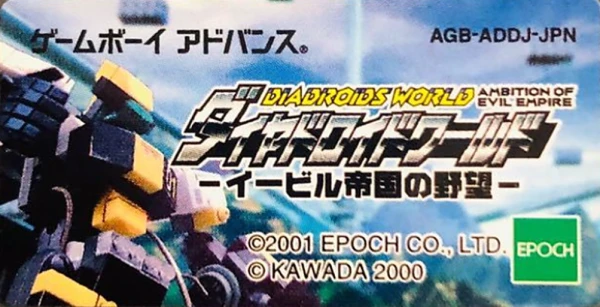 ゲームボーイ アドバンス®
AGB-ADDJ-JPN
DIADROIDS WORLD
AMBITION OF
EVIL EMPIRE
ダイヤドロイドワールド
-イービル帝国の野望-
©2001 EPOCH CO., LTD.
© KAWADA 2000
EPOCH